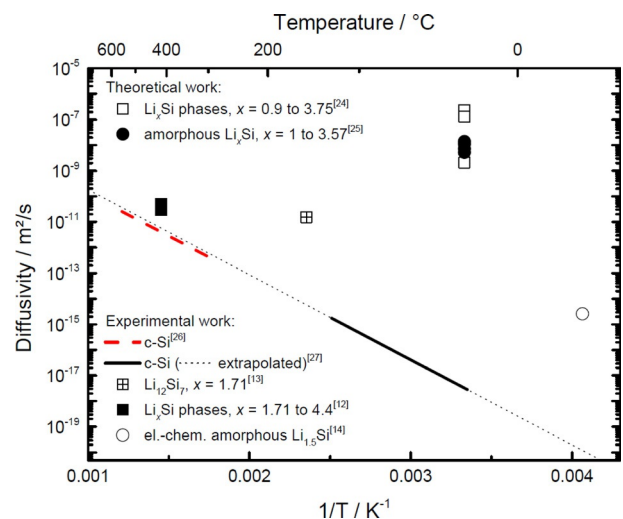 Temperature / °C
600 400 200 0
10⁻⁵
10⁻⁷
10⁻⁹
10⁻¹¹
10⁻¹³
10⁻¹⁵
10⁻¹⁷
10⁻¹⁹
Diffusivity / m²/s
Theoretical work:
LiₓSi phases, x = 0.9 to 3.75[24]
amorphous LiₓSi, x = 1 to 3.57[25]
Experimental work:
c-Si[26]
c-Si (······ extrapolated)[27]
Li₁₂Si₇, x = 1.71[13]
LiₓSi phases, x = 1.71 to 4.4[12]
el.-chem. amorphous Li₁.₅Si[14]
0.001 0.002 0.003 0.004
1/T / K⁻¹